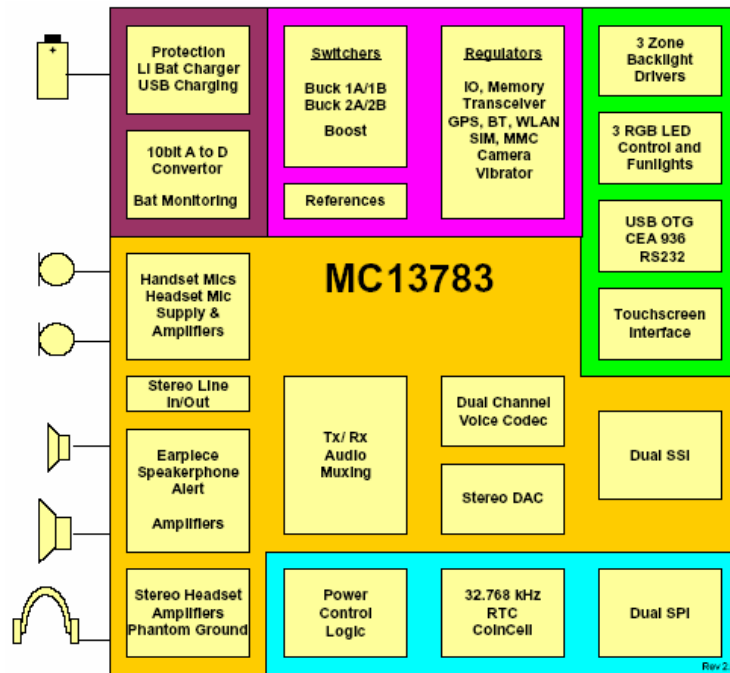 +
Protection
LI Bat Charger
USB Charging
10bit A to D
Convertor
Bat Monitoring
Switchers
Buck 1A/1B
Buck 2A/2B
Boost
References
Regulators
IO, Memory
Transceiver
GPS, BT, WLAN
SIM, MMC
Camera
Vibrator
3 Zone
Backlight
Drivers
3 RGB LED
Control and
Funlights
USB OTG
CEA 936
RS232
Touchscreen
Interface
MC13783
Handset Mics
Headset Mic
Supply &
Amplifiers
Stereo Line
In/Out
Earpiece
Speakerphone
Alert
Amplifiers
Stereo Headset
Amplifiers
Phantom Ground
Tx/ Rx
Audio
Muxing
Dual Channel
Voice Codec
Stereo DAC
Dual SSI
Power
Control
Logic
32.768 kHz
RTC
CoinCell
Dual SPI